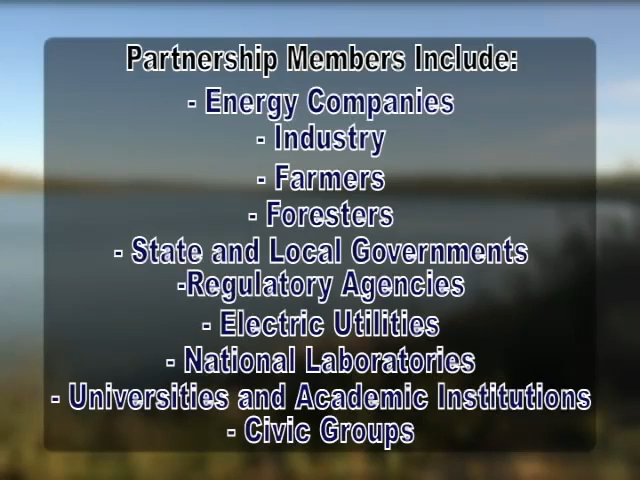 Partnership Members Include:
- Energy Companies
- Industry
- Farmers
- Foresters
- State and Local Governments
-Regulatory Agencies
- Electric Utilities
- National Laboratories
- Universities and Academic Institutions
- Civic Groups